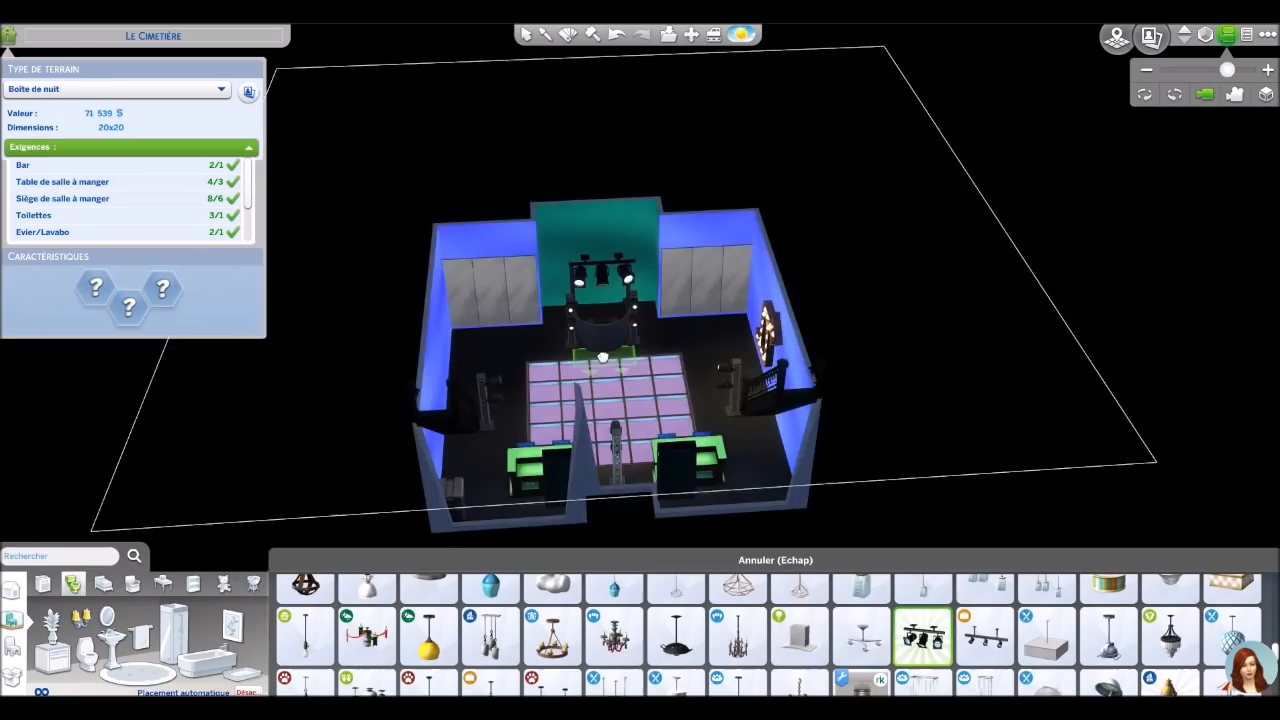 LE CIMETIÈRE
TYPE DE TERRAIN
Boîte de nuit
Valeur : 71 539 §
Dimensions : 20x20
Exigences :
Bar 2/1
Table de salle à manger 4/3
Siège de salle à manger 8/6
Toilettes 3/1
Evier/Lavabo 2/1
CARACTÉRISTIQUES
? ? ?
Rechercher
Annuler (Echap)
rk
Placement automatique Désac...